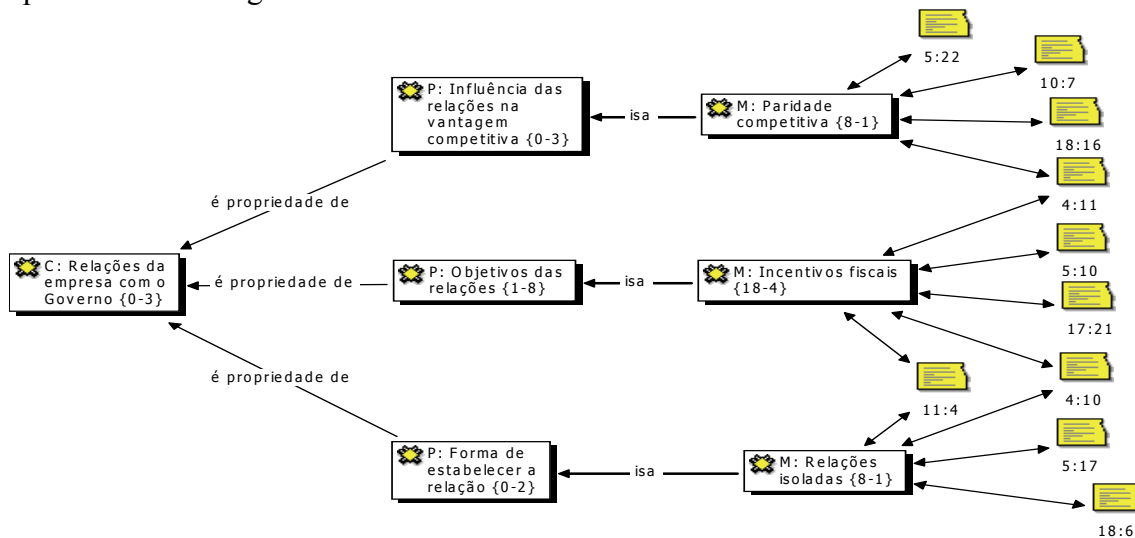 5:22
P: Influência das
relações na
vantagem
competitiva {0-3}
isa
M: Paridade
competitiva {8-1}
10:7
18:16
é propriedade de
4:11
C: Relações da
empresa com o
Governo {0-3}
é propriedade de
P: Objetivos das
relações {1-8}
isa
M: Incentivos fiscais
{18-4}
5:10
17:21
é propriedade de
4:10
11:4
P: Forma de
estabelecer a
relação {0-2}
isa
M: Relações
isoladas {8-1}
5:17
18:6